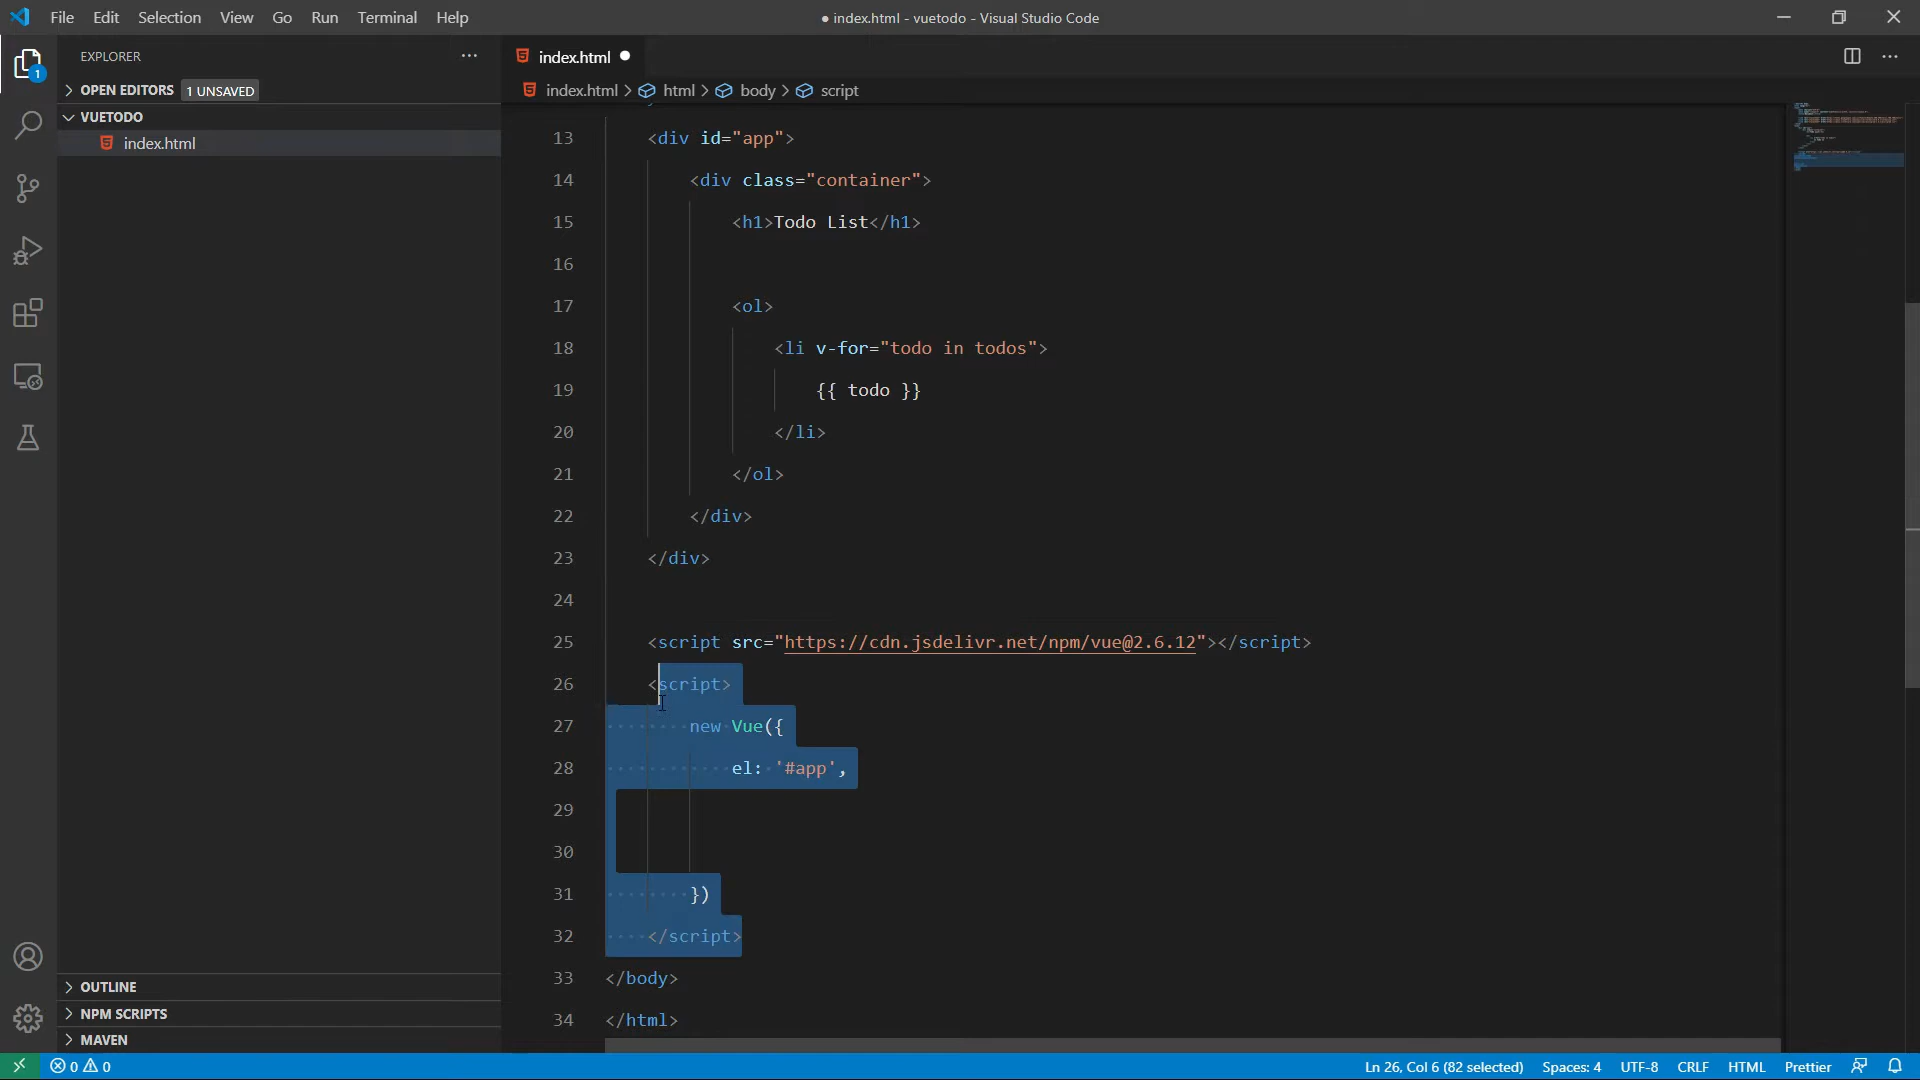 File Edit Selection View Go Run Terminal Help
● index.html - vuetodo - Visual Studio Code
EXPLORER
1
OPEN EDITORS 1 UNSAVED
VUETODO
index.html
OUTLINE
NPM SCRIPTS
MAVEN
index.html
index.html > html > body > script
13 <div id="app">
14 <div class="container">
15 <h1>Todo List</h1>
16
17 <ol>
18 <li v-for="todo in todos">
19 {{ todo }}
20 </li>
21 </ol>
22 </div>
23 </div>
24
25 <script src="https://cdn.jsdelivr.net/npm/vue@2.6.12"></script>
26 <script>
27 new Vue({
28 el: '#app',
29
30
31 })
32 </script>
33 </body>
34 </html>
0 0
Ln 26, Col 6 (82 selected) Spaces: 4 UTF-8 CRLF HTML Prettier